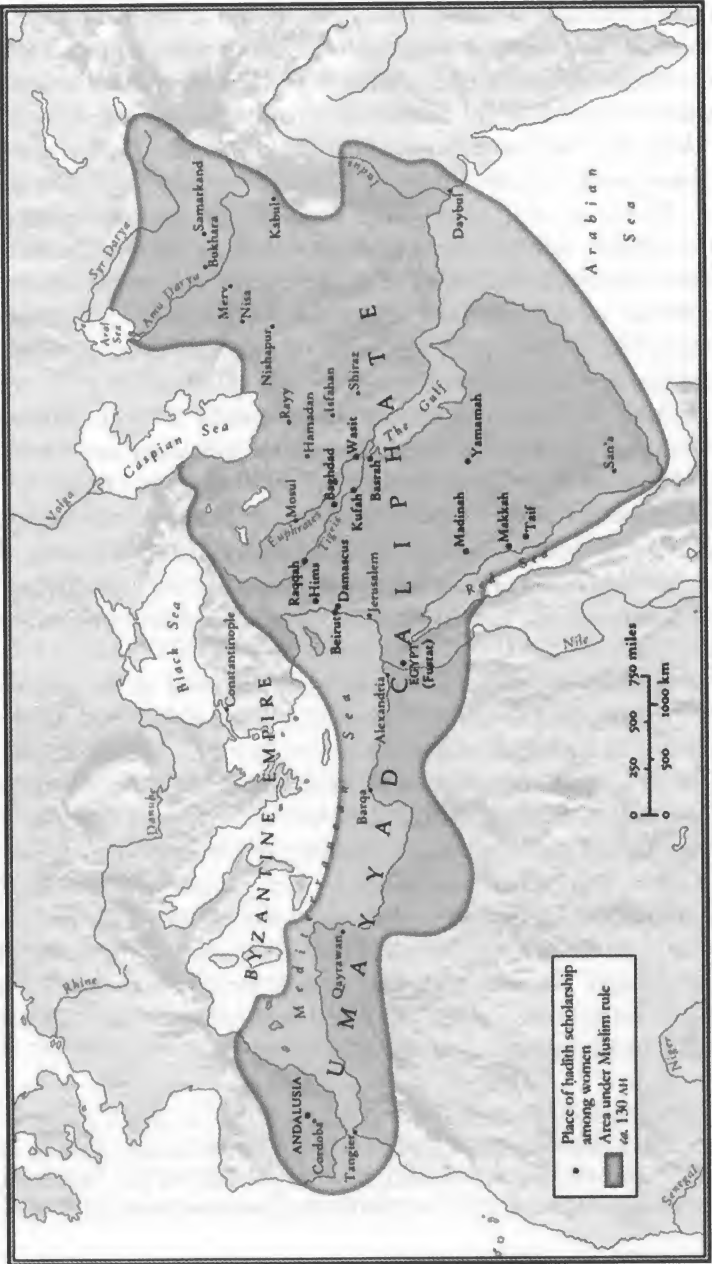 Place of hadith scholarship
among women
Area under Muslim rule
ca. 130 AH
0 250 500 750 miles
0 500 1000 km
UMAYYAD CALIPHATE
BYZANTINE EMPIRE
ANDALUSIA
Cordoba
Tangier
Qayrawan
Barqa
Alexandria
EGYPT
(Fustat)
Jerusalem
Beirut
Damascus
Hims
Raqqah
Constantinople
Mosul
Baghdad
Kufah
Wasit
Basrah
Hamadan
Rayy
Isfahan
Shiraz
Nishapur
Nisa
Merv
Bukhara
Samarkand
Kabul
Daybul
Yamamah
Madinah
Makkah
Taif
San'a
Mediterranean Sea
Black Sea
Caspian Sea
Aral
Sea
Red Sea
The Gulf
Arabian
Sea
Rhine
Danube
Volga
Syr Darya
Amu Darya
Euphrates
Tigris
Indus
Nile
Niger
Senegal